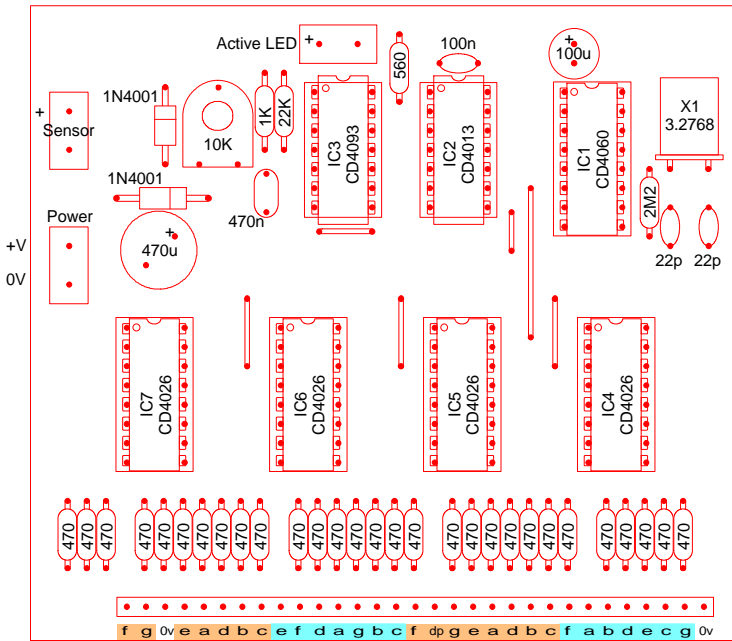 Active LED
+
100n
+
100u
560
1N4001
+
Sensor
10K
1K
22K
IC3
CD4093
IC2
CD4013
IC1
CD4060
X1
3.2768
1N4001
470n
2M2
Power
+V
0V
+
470u
22p 22p
IC7
CD4026
IC6
CD4026
IC5
CD4026
IC4
CD4026
470 470 470 470 470 470 470 470 470 470 470 470 470 470 470 470 470 470 470 470 470 470 470 470 470 470 470 470 470
f g 0v e a d b c e f d a g b c f dp g e a d b c f a b d e c g 0v